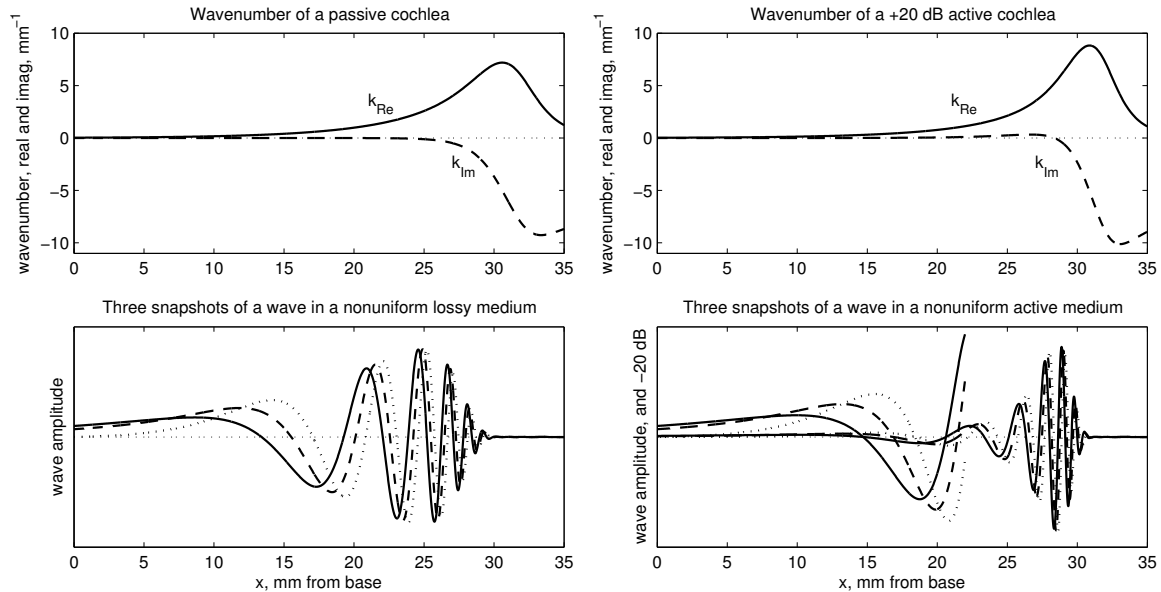 Wavenumber of a passive cochlea
wavenumber, real and imag, mm⁻¹
10
5
0
−5
−10
k_Re
k_Im
0 5 10 15 20 25 30 35
Wavenumber of a +20 dB active cochlea
wavenumber, real and imag, mm⁻¹
10
5
0
−5
−10
k_Re
k_Im
0 5 10 15 20 25 30 35
Three snapshots of a wave in a nonuniform lossy medium
wave amplitude
0 5 10 15 20 25 30 35
x, mm from base
Three snapshots of a wave in a nonuniform active medium
wave amplitude, and −20 dB
0 5 10 15 20 25 30 35
x, mm from base